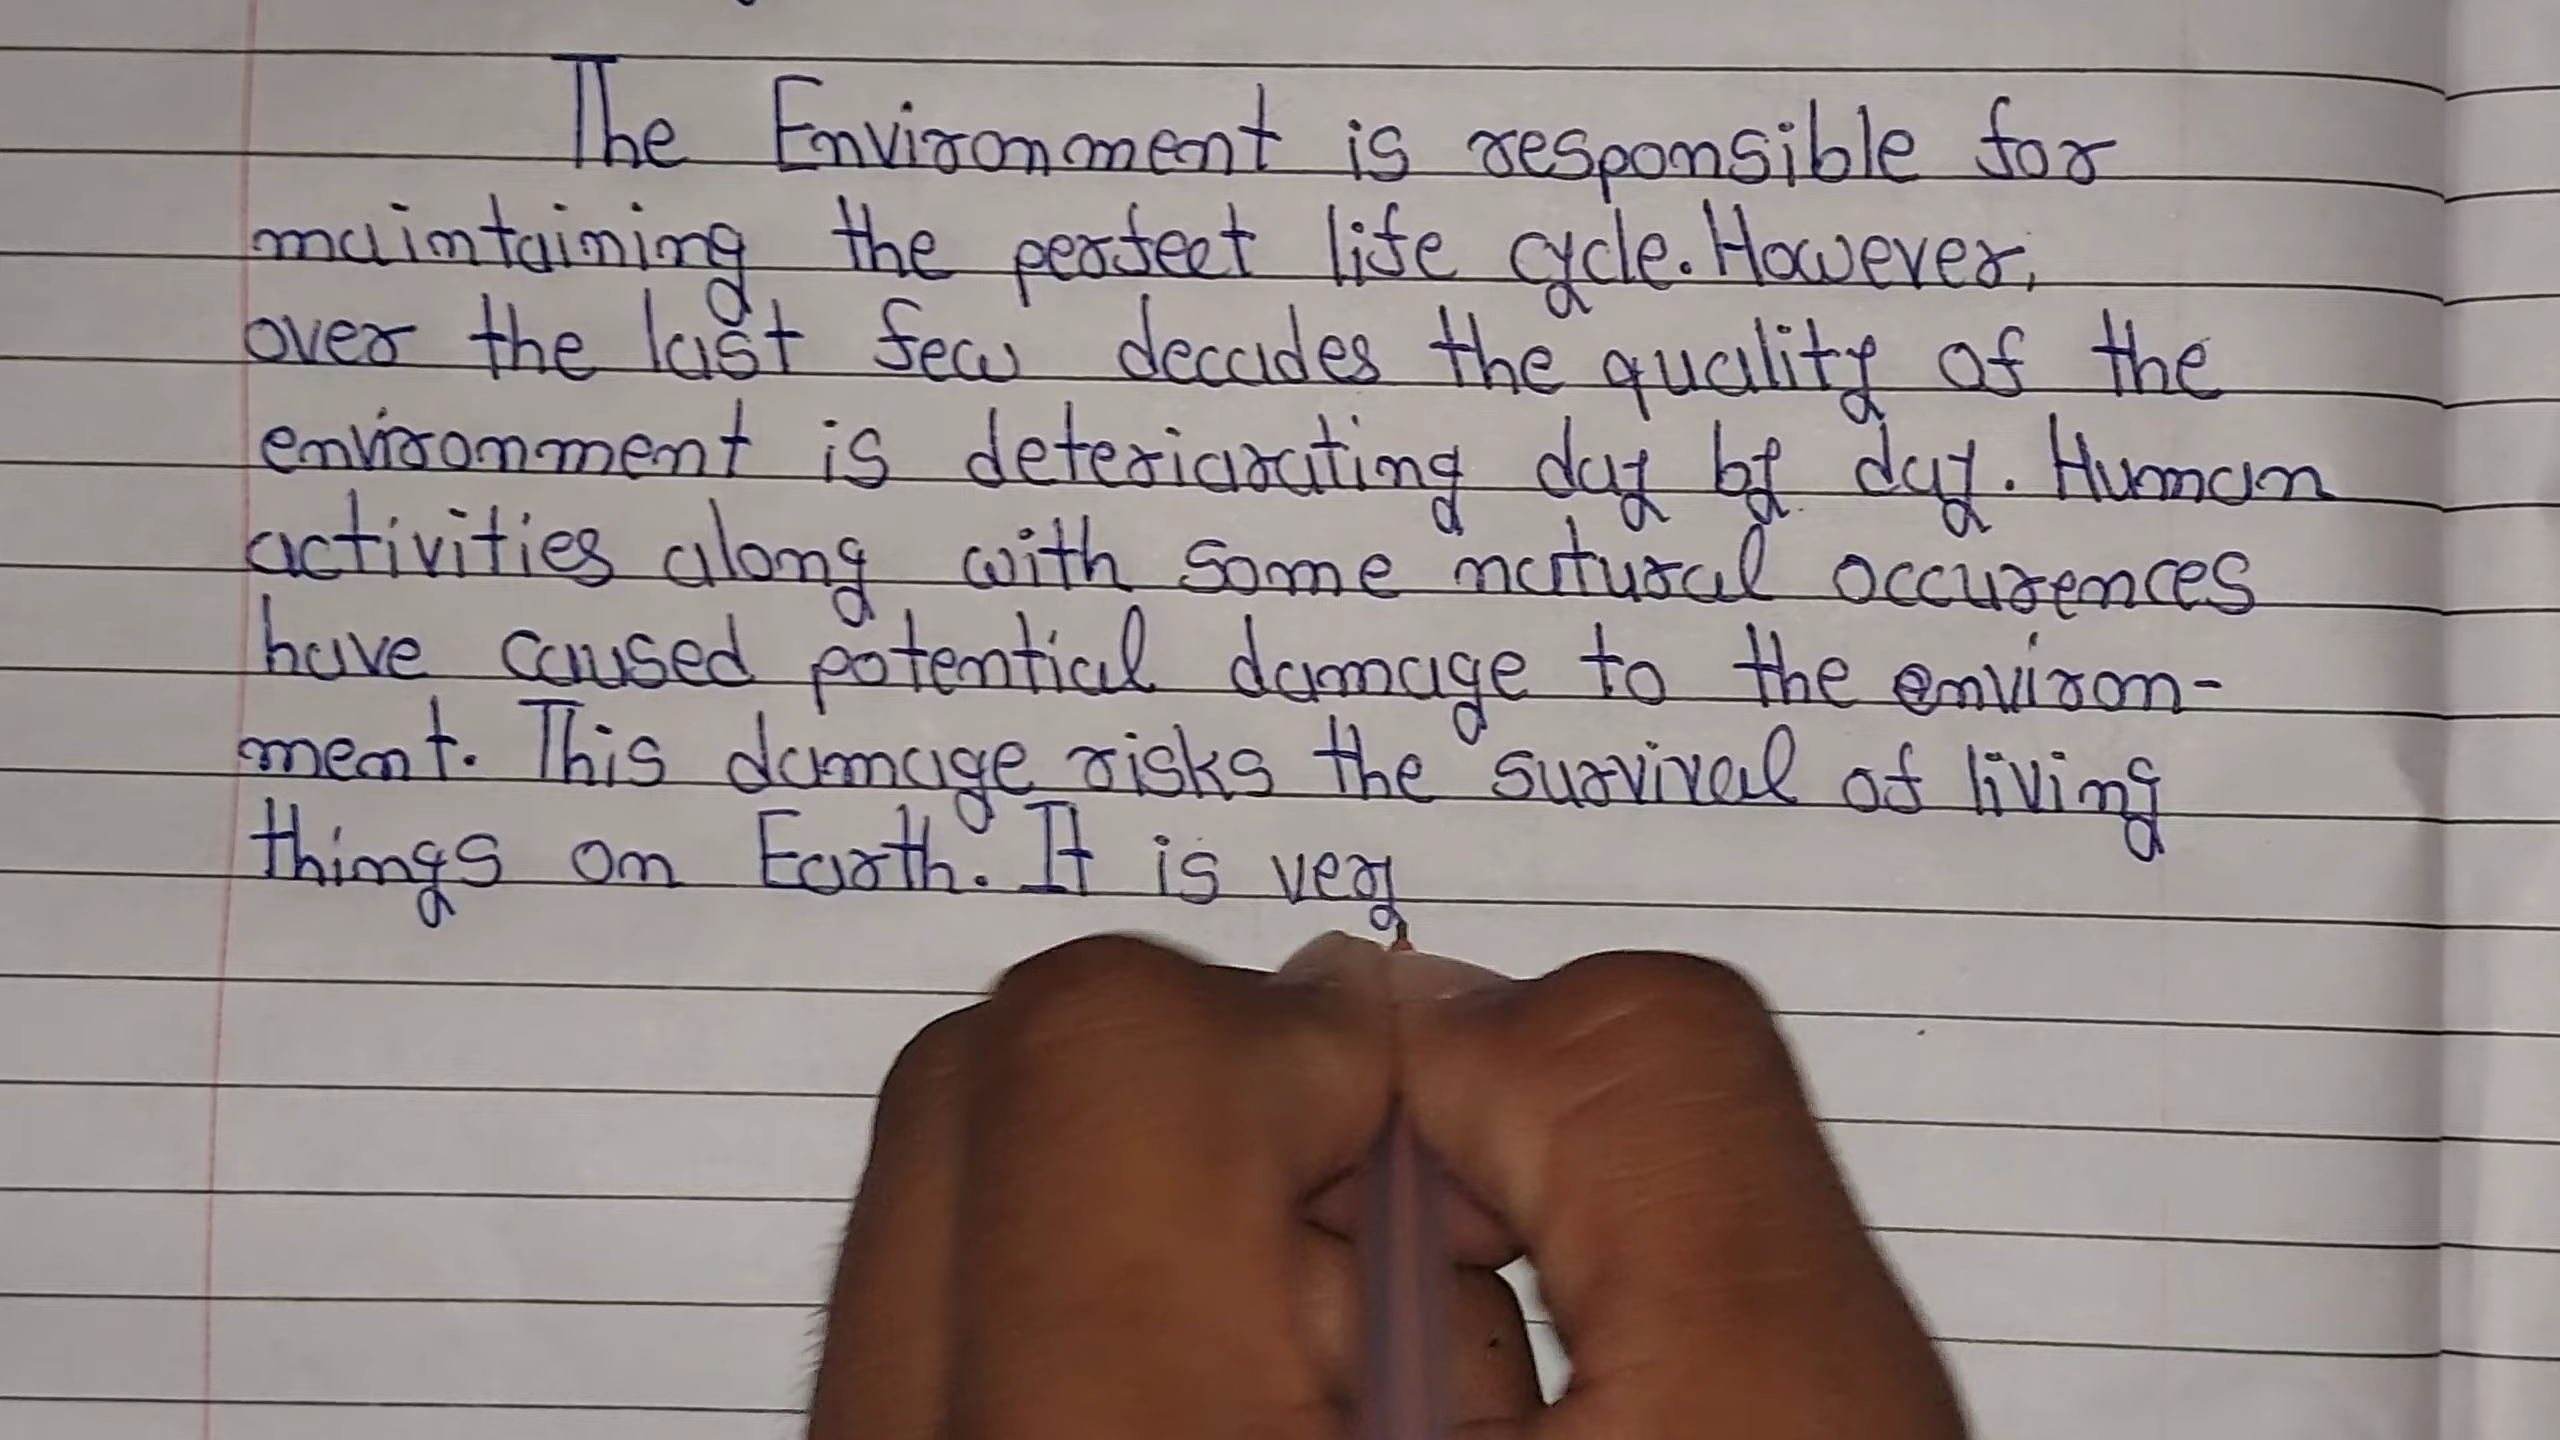 The Environment is responsible for
maintaining the perfect life cycle. However,
over the last few decades the quality of the
environment is deteriorating day by day. Human
activities along with some natural occurences
have caused potential damage to the environ-
ment. This damage risks the survival of living
things on Earth. It is very